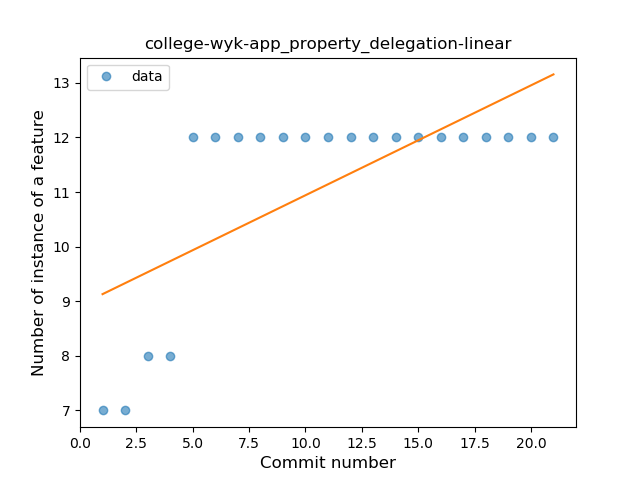 college-wyk-app_property_delegation-linear
data
Number of instance of a feature
13
12
11
10
9
8
7
0.0 2.5 5.0 7.5 10.0 12.5 15.0 17.5 20.0
Commit number